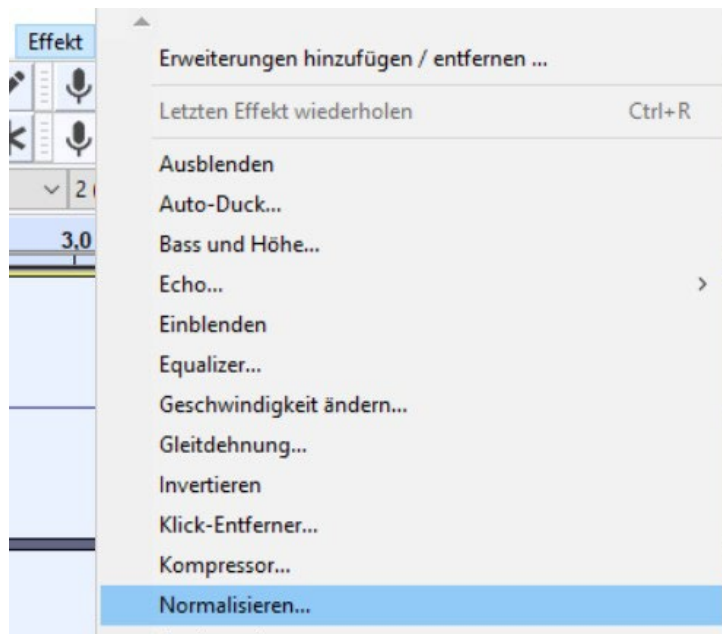 Effekt
Erweiterungen hinzufügen / entfernen ...
Letzten Effekt wiederholen Ctrl+R
Ausblenden
Auto-Duck...
2
Bass und Höhe...
3,0
Echo...
Einblenden
Equalizer...
Geschwindigkeit ändern...
Gleitdehnung...
Invertieren
Klick-Entferner...
Kompressor...
Normalisieren...